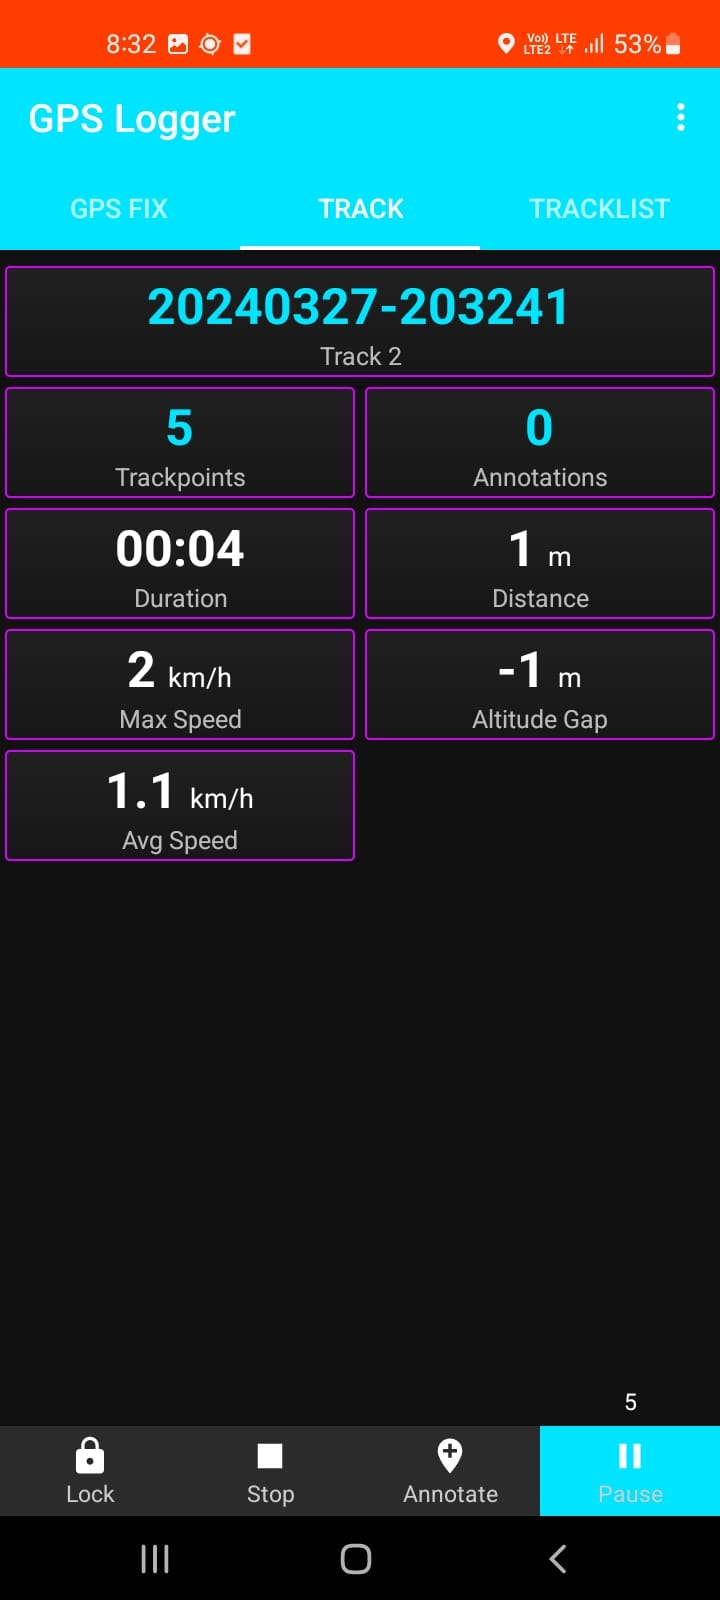 8:32
Vo)) LTE
LTE2
53%
GPS Logger
GPS FIX TRACK TRACKLIST
20240327-203241
Track 2
5 0
Trackpoints Annotations
00:04 1 m
Duration Distance
2 km/h -1 m
Max Speed Altitude Gap
1.1 km/h
Avg Speed
5
Lock Stop Annotate Pause